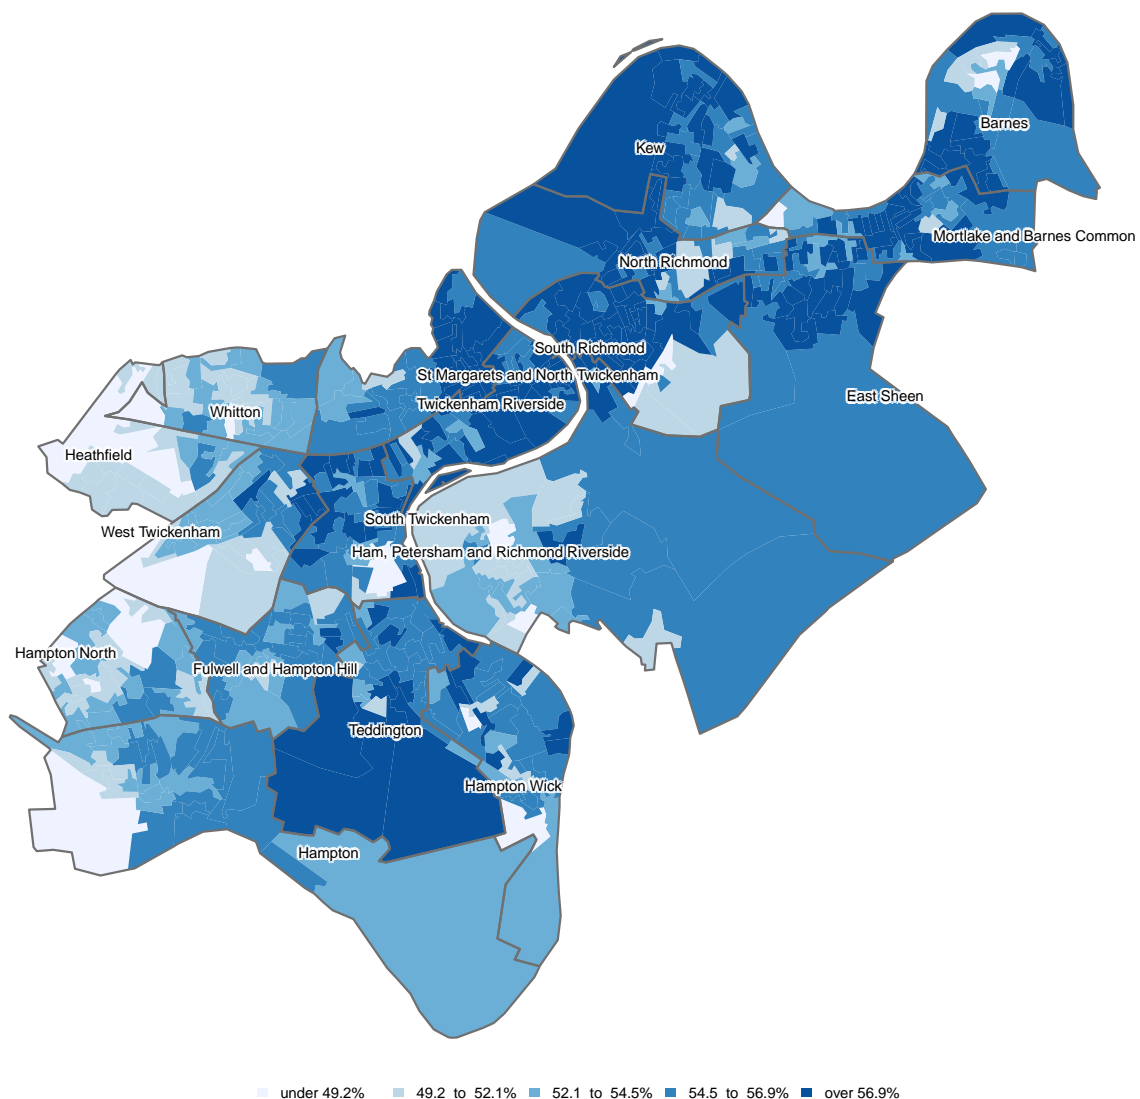 Barnes
Kew
Mortlake and Barnes Common
North Richmond
South Richmond
St Margarets and North Twickenham
East Sheen
Twickenham Riverside
Whitton
Heathfield
South Twickenham
West Twickenham
Ham, Petersham and Richmond Riverside
Hampton North
Fulwell and Hampton Hill
Teddington
Hampton Wick
Hampton
under 49.2% 49.2 to 52.1% 52.1 to 54.5% 54.5 to 56.9% over 56.9%